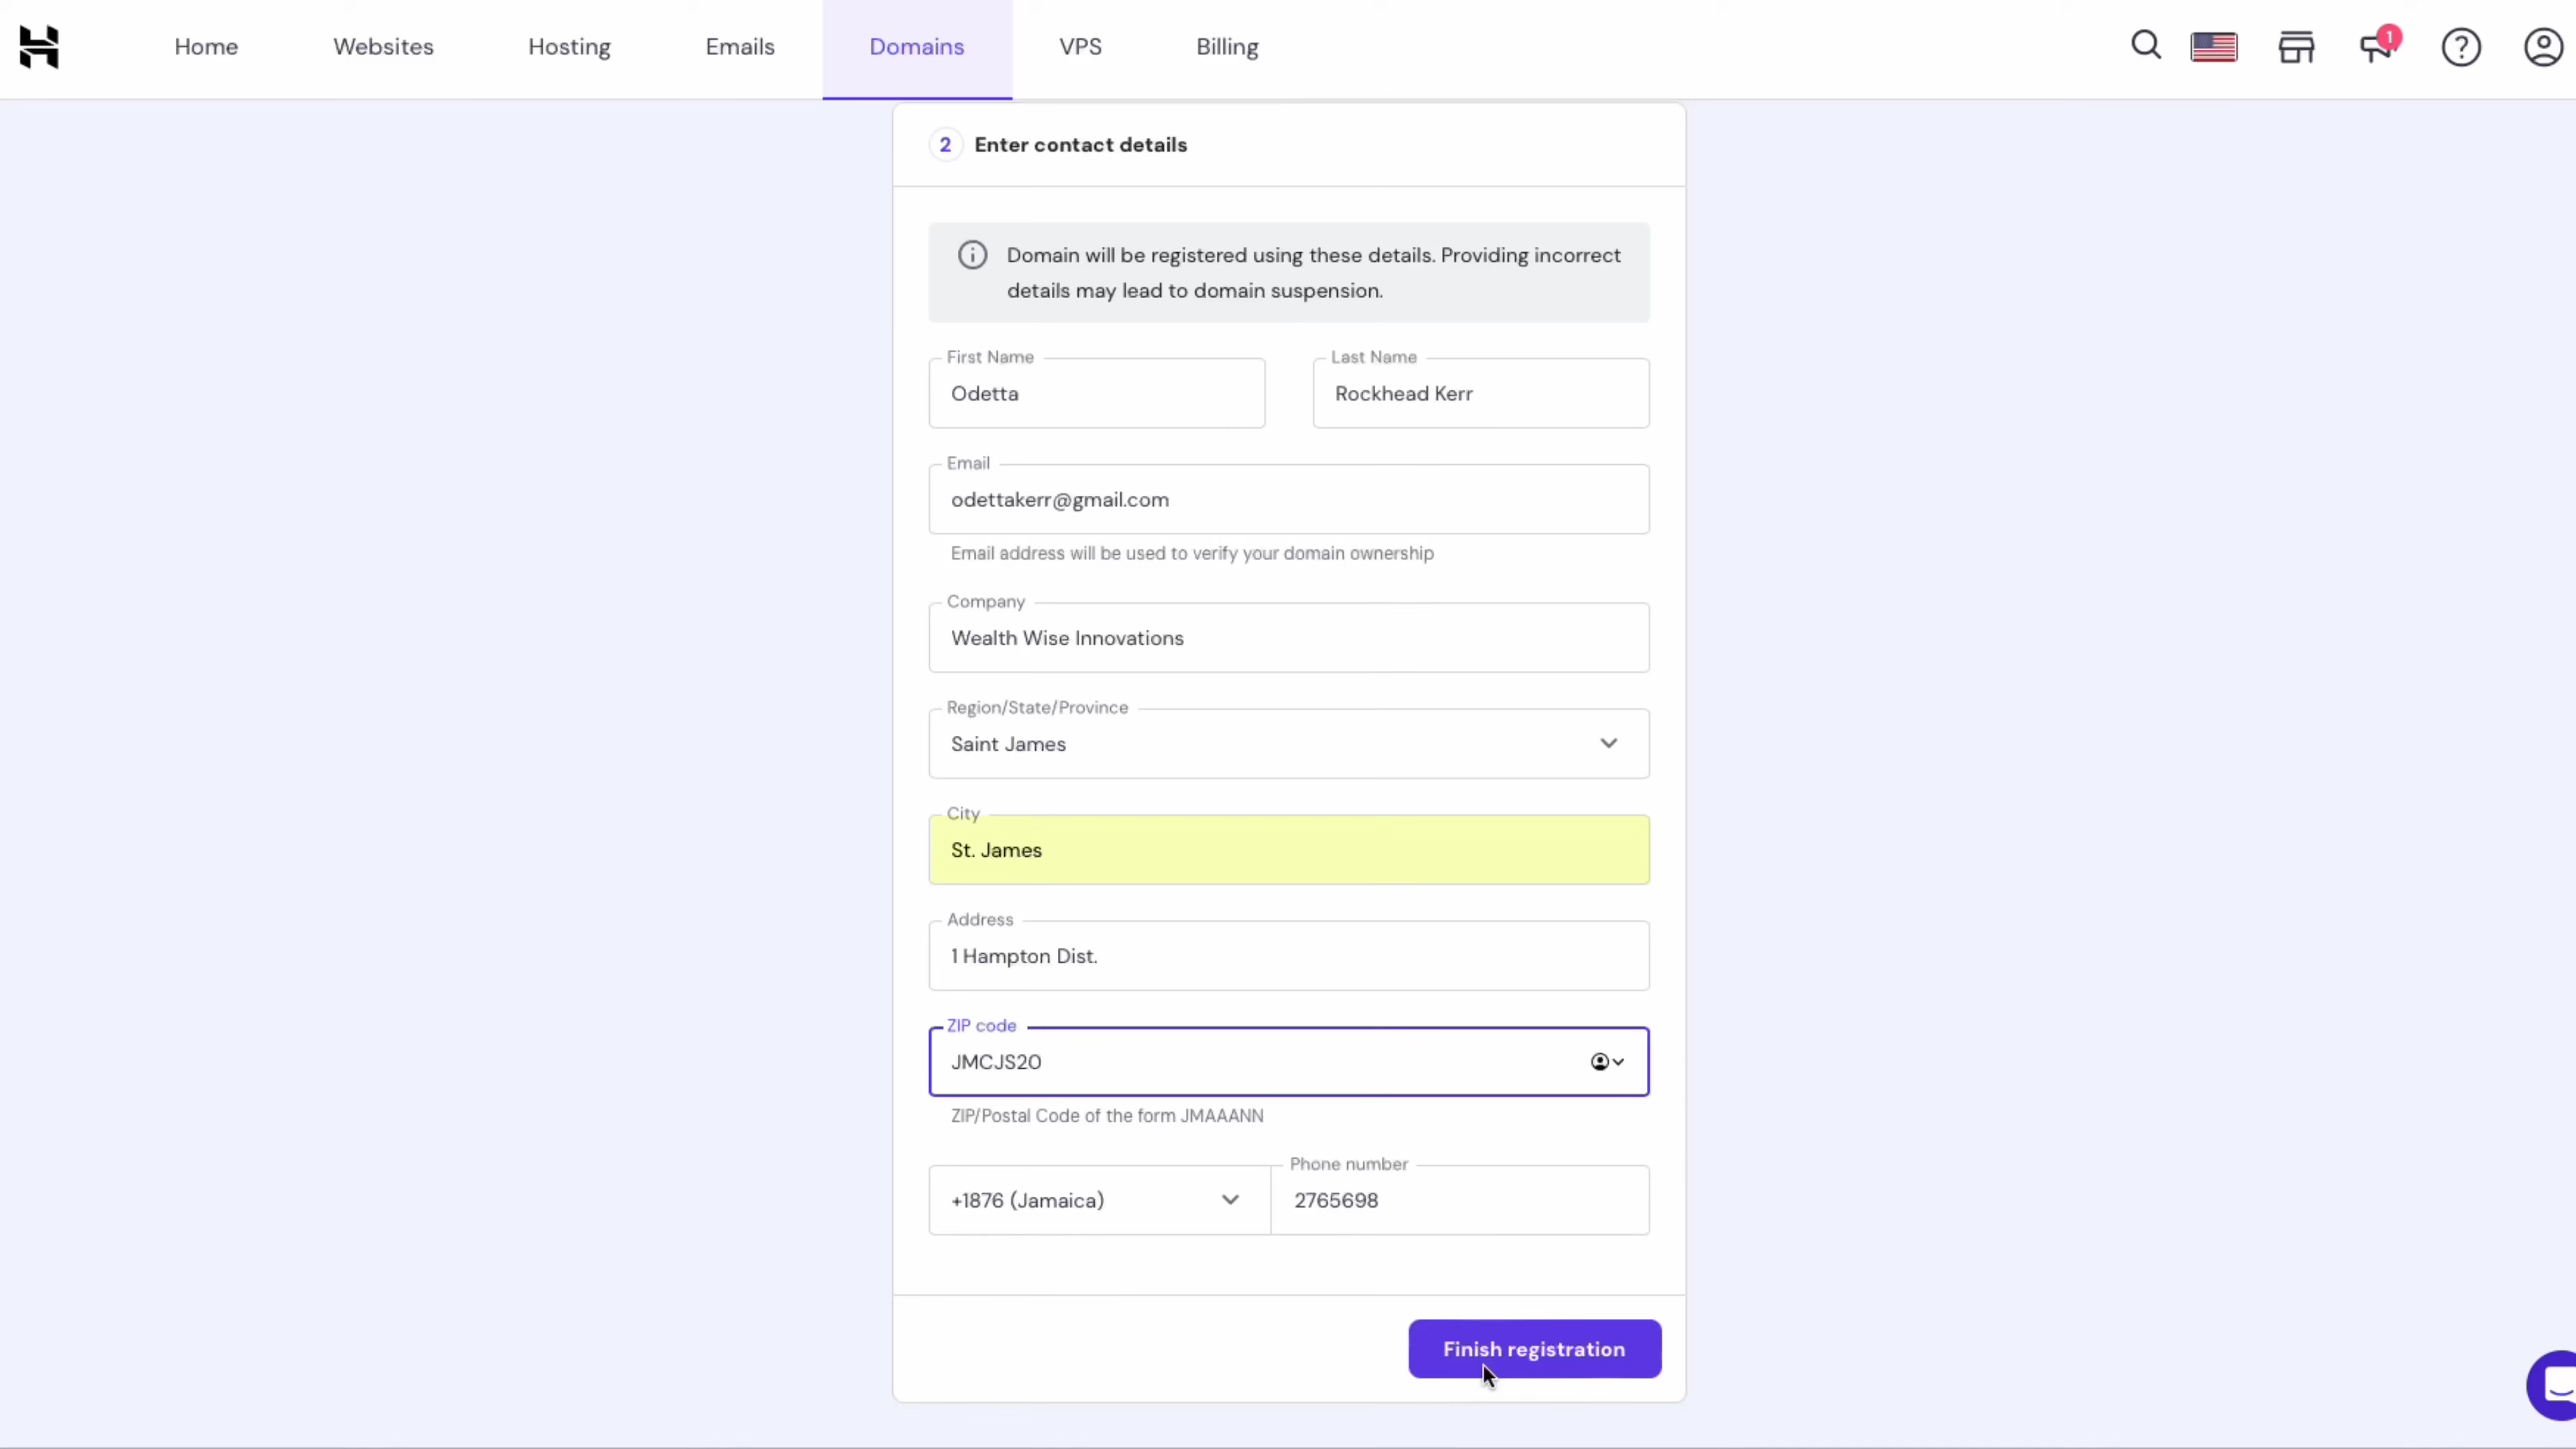 Home Websites Hosting Emails Domains VPS Billing 1
2 Enter contact details
Domain will be registered using these details. Providing incorrect
details may lead to domain suspension.
First Name Last Name
Odetta Rockhead Kerr
Email
odettakerr@gmail.com
Email address will be used to verify your domain ownership
Company
Wealth Wise Innovations
Region/State/Province
Saint James
City
St. James
Address
1 Hampton Dist.
ZIP code
JMCJS20
ZIP/Postal Code of the form JMAAANN
Phone number
+1876 (Jamaica) 2765698
Finish registration